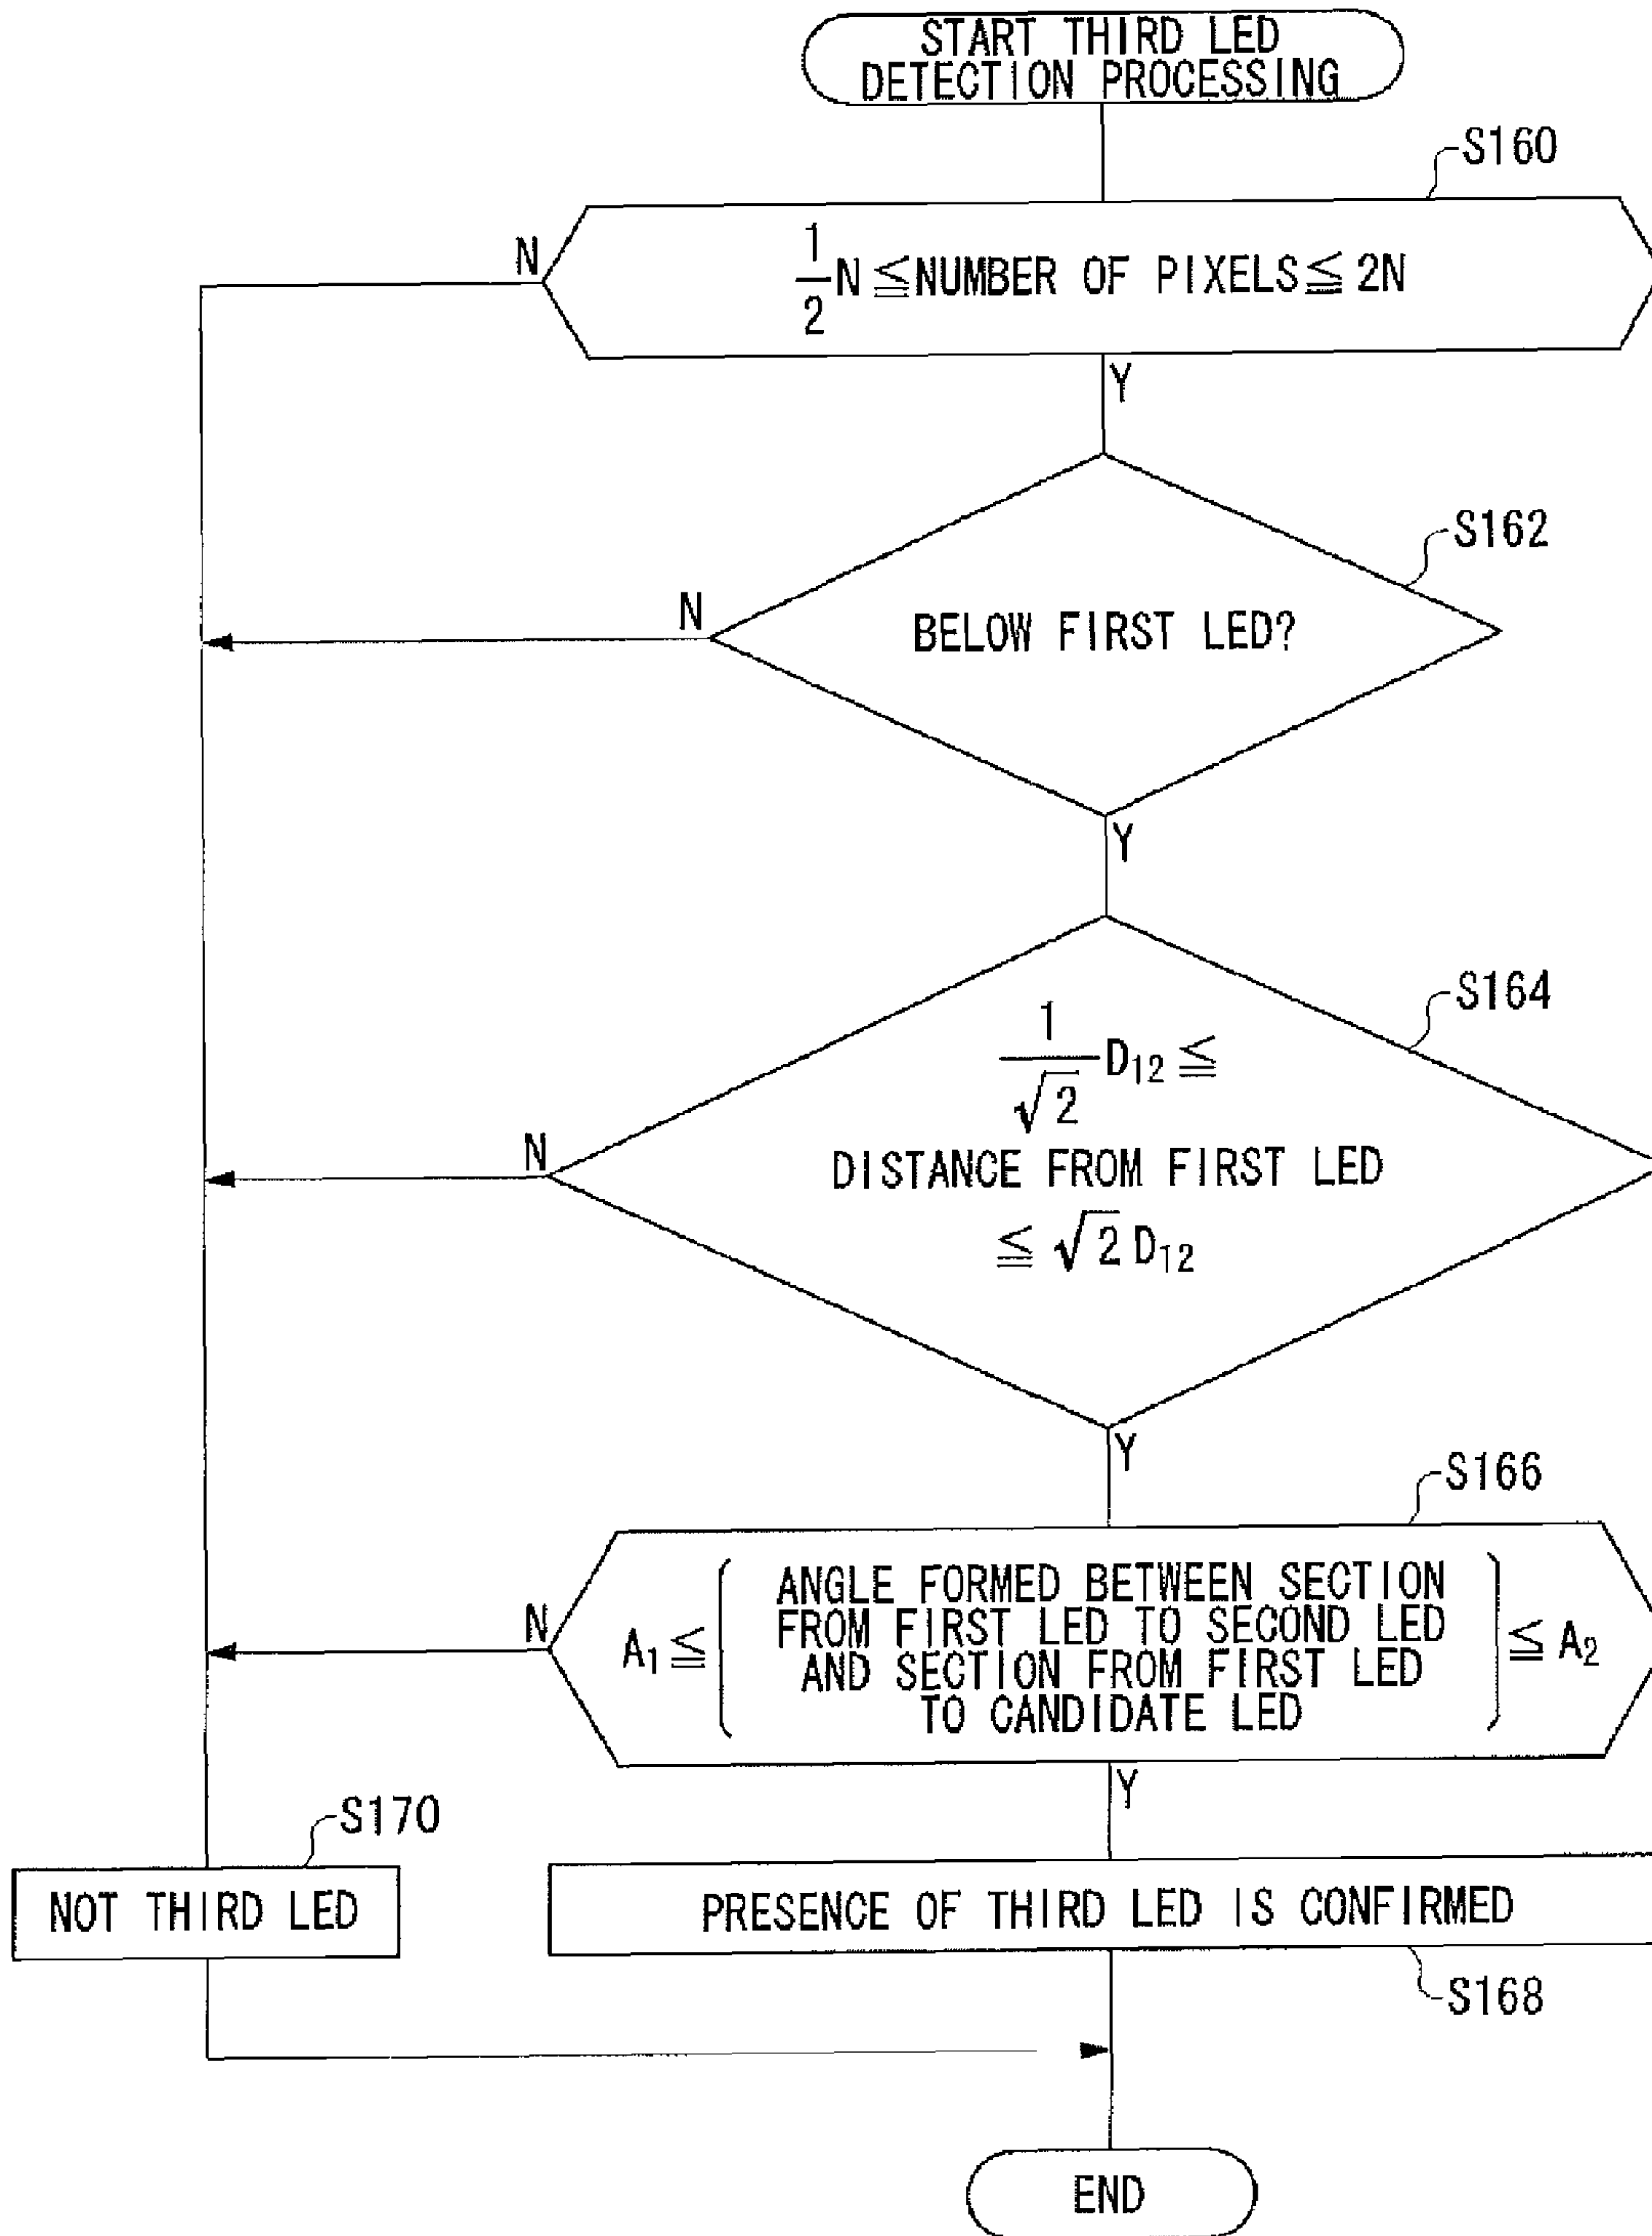 START THIRD LED
DETECTION PROCESSING
S160
N
1/2 N ≦ NUMBER OF PIXELS ≦ 2N
Y
S162
N
BELOW FIRST LED?
Y
S164
1/√2 D12 ≦
N
DISTANCE FROM FIRST LED
≦ √2 D12
Y
S166
N
A1 ≦ ( ANGLE FORMED BETWEEN SECTION
FROM FIRST LED TO SECOND LED
AND SECTION FROM FIRST LED
TO CANDIDATE LED ) ≦ A2
Y
S170
NOT THIRD LED
PRESENCE OF THIRD LED IS CONFIRMED
S168
END